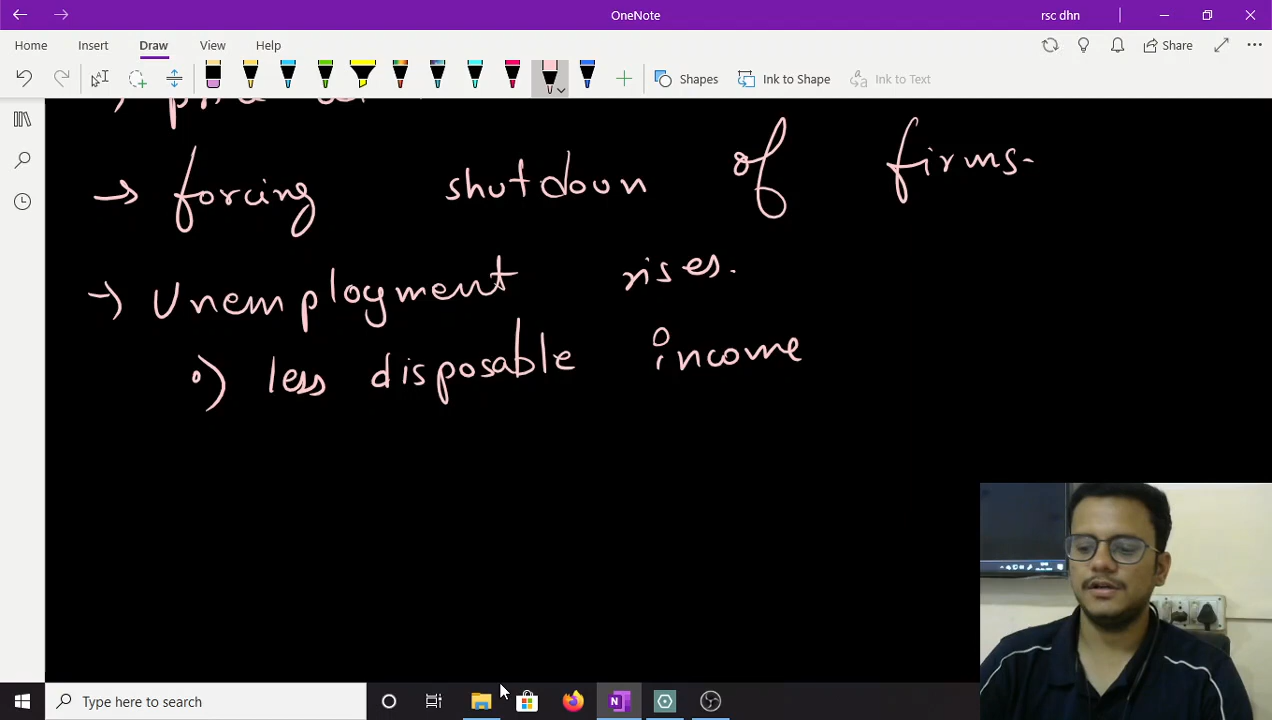 OneNote
rsc dhn
Home Insert Draw View Help
Share
Shapes Ink to Shape Ink to Text
→ forcing shutdown of firms.
→ Unemployment rises.
o) less disposable income
Type here to search